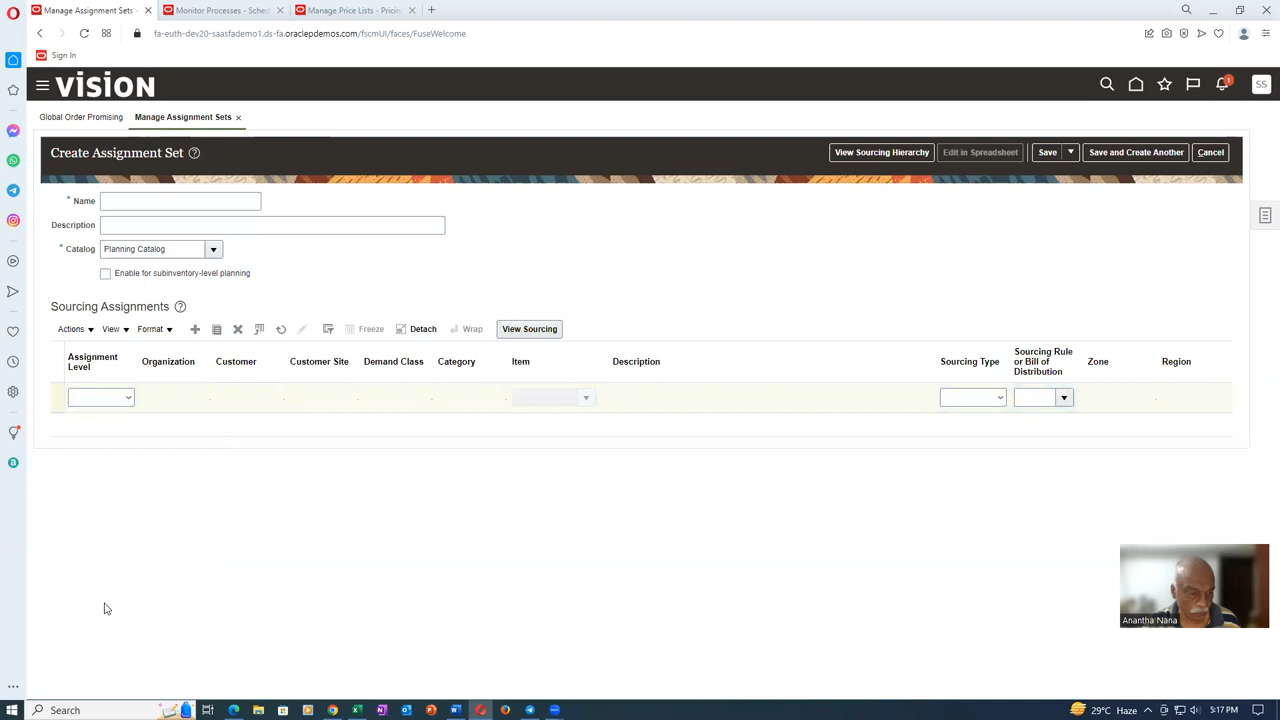 Manage Assignment Sets -
Monitor Processes - Sched
Manage Price Lists - Pricin
fa-euth-dev20-saasfademo1.ds-fa.oraclepdemos.com/fscmUI/faces/FuseWelcome
Sign In
VISION
1
SS
Global Order Promising
Manage Assignment Sets
Create Assignment Set
View Sourcing Hierarchy
Edit in Spreadsheet
Save
Save and Create Another
Cancel
* Name
Description
* Catalog
Planning Catalog
Enable for subinventory-level planning
Sourcing Assignments
Actions
View
Format
Freeze
Detach
Wrap
View Sourcing
Assignment Level
Organization
Customer
Customer Site
Demand Class
Category
Item
Description
Sourcing Type
Sourcing Rule or Bill of Distribution
Zone
Region
Anantha Nana
Search
29°C Haze
5:17 PM